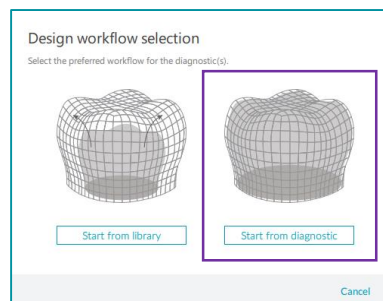 Design workflow selection
Select the preferred workflow for the diagnostic(s).
Start from library
Start from diagnostic
Cancel